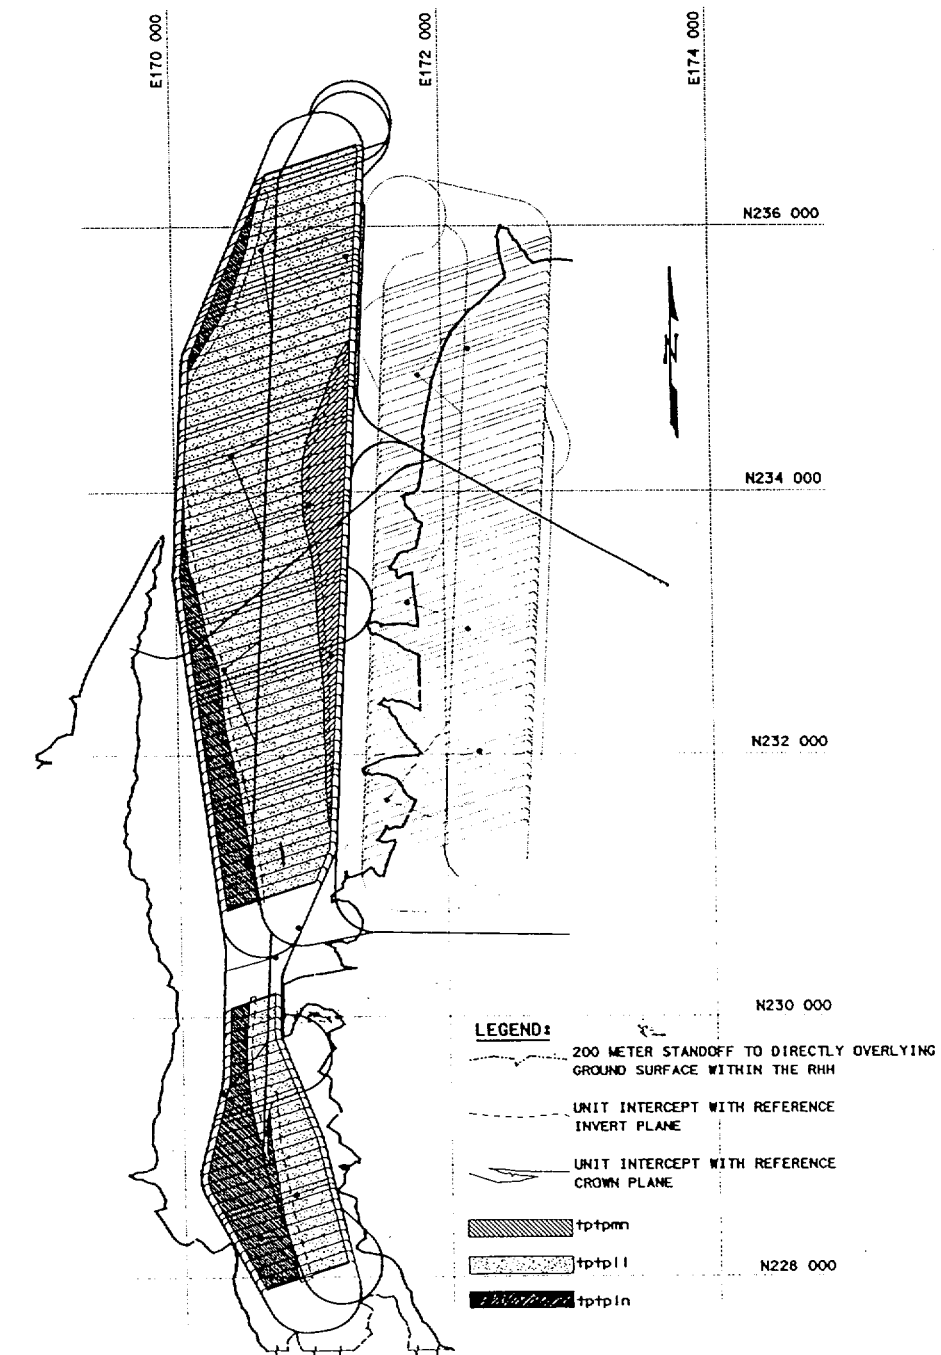 E170 000
E172 000
E174 000
N236 000
N
N234 000
N232 000
N230 000
LEGEND:
200 METER STANDOFF TO DIRECTLY OVERLYING
GROUND SURFACE WITHIN THE RHH
UNIT INTERCEPT WITH REFERENCE
INVERT PLANE
UNIT INTERCEPT WITH REFERENCE
CROWN PLANE
tptpmn
tptpll
tptpln
N228 000